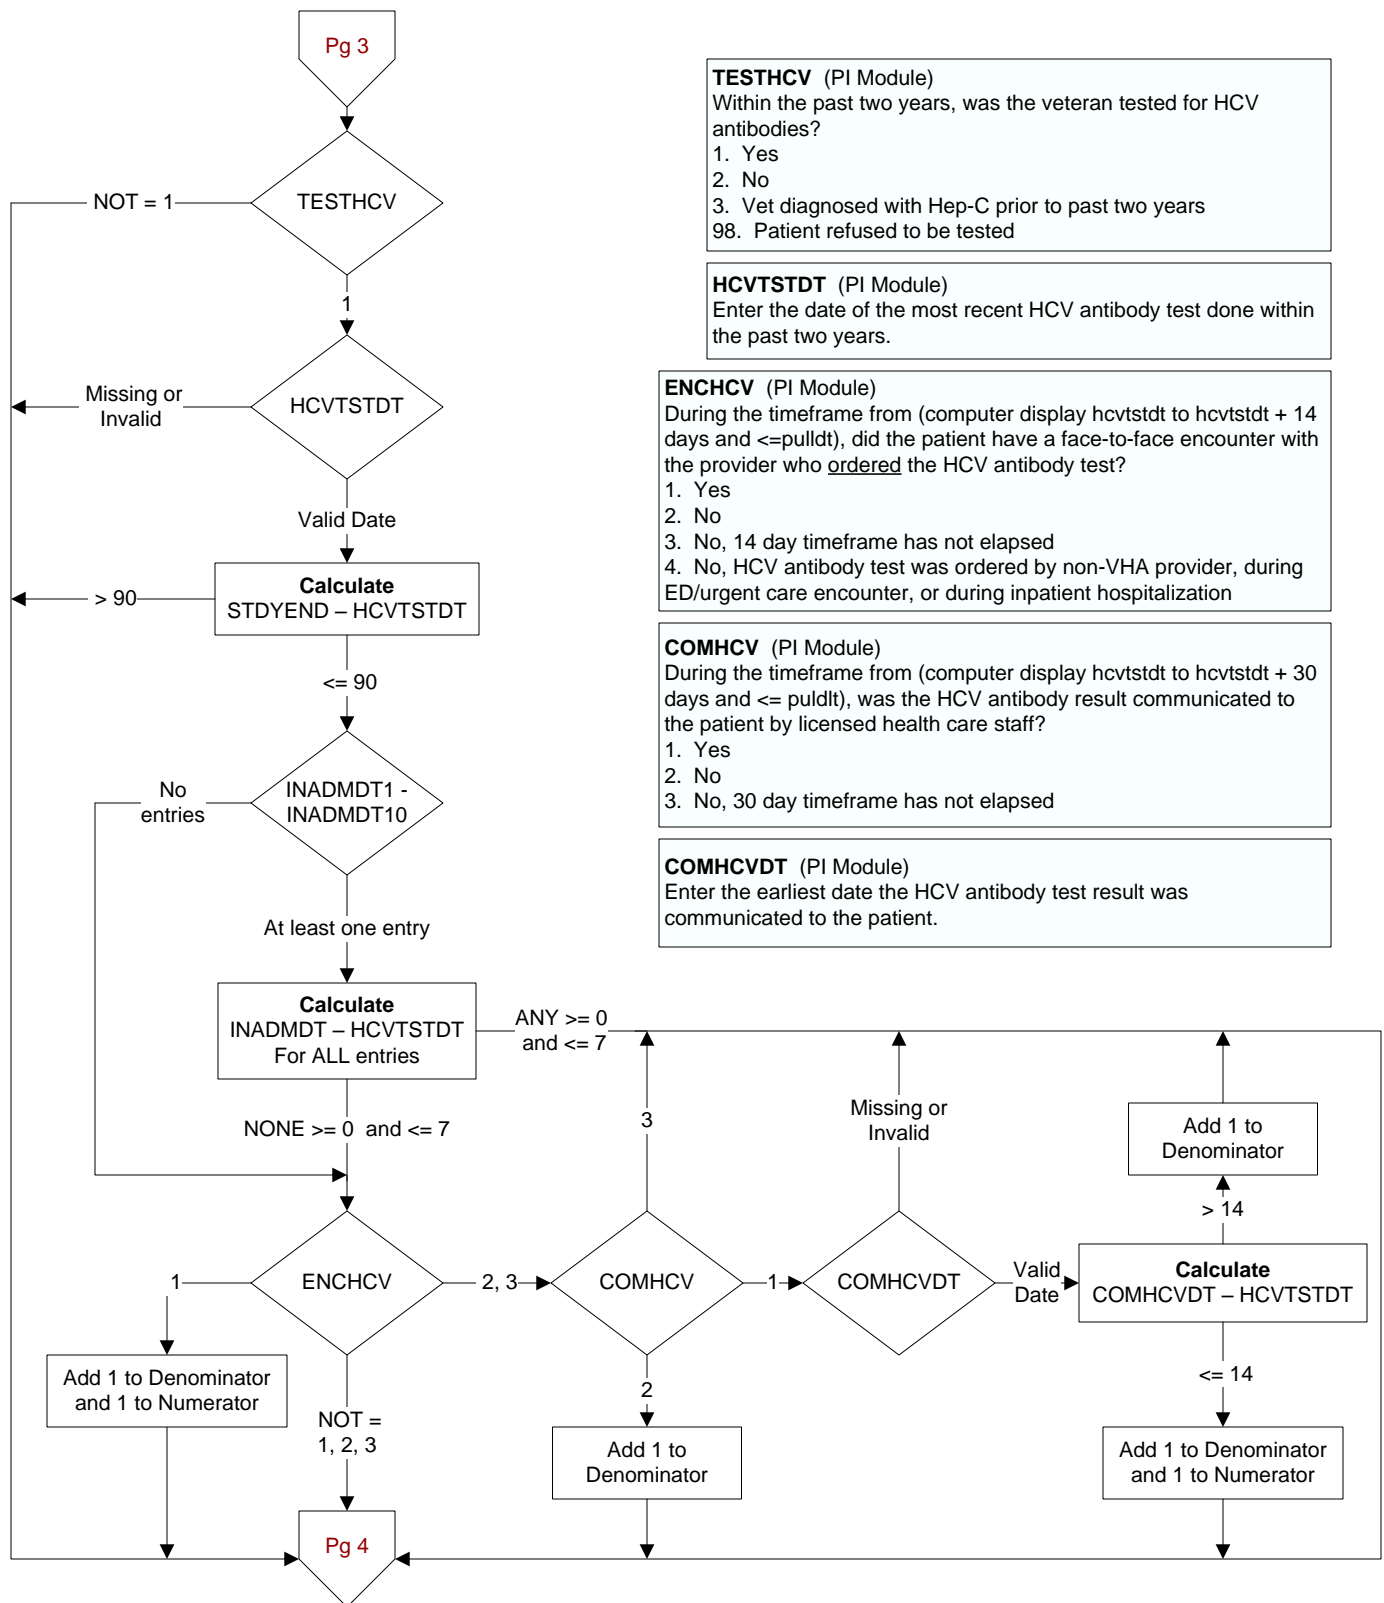 Pg 3
TESTHCV (PI Module)
Within the past two years, was the veteran tested for HCV
antibodies?
1. Yes
2. No
3. Vet diagnosed with Hep-C prior to past two years
98. Patient refused to be tested
NOT = 1
TESTHCV
1
HCVTSTDT (PI Module)
Enter the date of the most recent HCV antibody test done within
the past two years.
Missing or
Invalid
HCVTSTDT
Valid Date
ENCHCV (PI Module)
During the timeframe from (computer display hcvtstdt to hcvtstdt + 14
days and <=pulldt), did the patient have a face-to-face encounter with
the provider who ordered the HCV antibody test?
1. Yes
2. No
3. No, 14 day timeframe has not elapsed
4. No, HCV antibody test was ordered by non-VHA provider, during
ED/urgent care encounter, or during inpatient hospitalization
> 90
Calculate
STDYEND – HCVTSTDT
<= 90
COMHCV (PI Module)
During the timeframe from (computer display hcvtstdt to hcvtstdt + 30
days and <= puldlt), was the HCV antibody result communicated to
the patient by licensed health care staff?
1. Yes
2. No
3. No, 30 day timeframe has not elapsed
No
entries
INADMDT1 -
INADMDT10
At least one entry
COMHCVDT (PI Module)
Enter the earliest date the HCV antibody test result was
communicated to the patient.
Calculate
INADMDT – HCVTSTDT
For ALL entries
ANY >= 0
and <= 7
NONE >= 0 and <= 7
3
Missing or
Invalid
Add 1 to
Denominator
> 14
1
ENCHCV
2, 3
COMHCV
1
COMHCVDT
Valid
Date
Calculate
COMHCVDT – HCVTSTDT
Add 1 to Denominator
and 1 to Numerator
NOT =
1, 2, 3
2
Add 1 to
Denominator
<= 14
Add 1 to Denominator
and 1 to Numerator
Pg 4